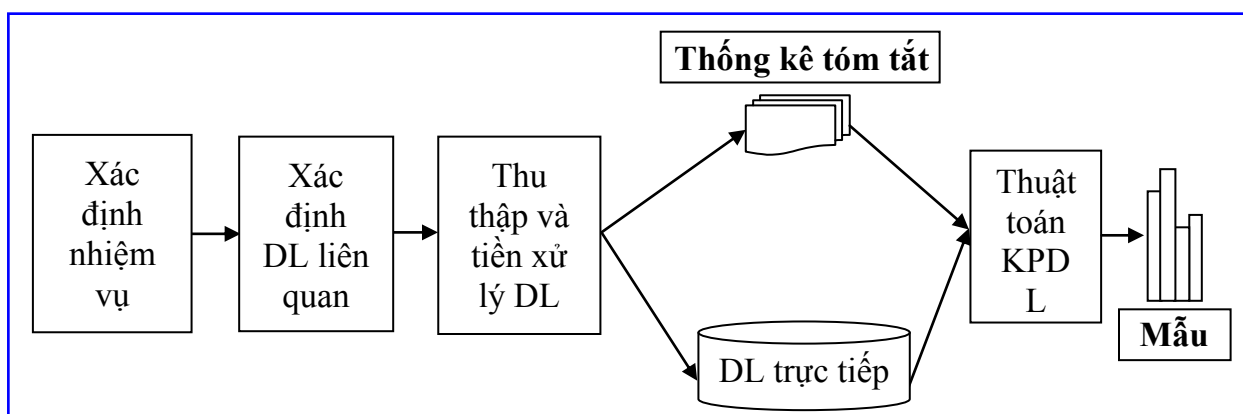 Xác
định
nhiệm
vụ
Xác
định
DL liên
quan
Thu
thập và
tiền xử
lý DL
Thống kê tóm tắt
DL trực tiếp
Thuật
toán
KPD
L
Mẫu